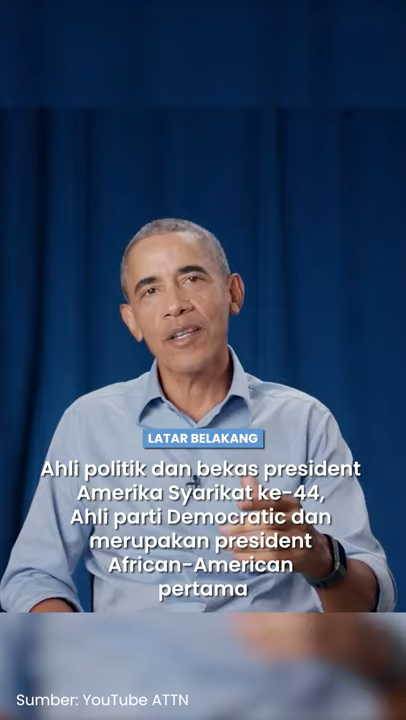 LATAR BELAKANG
Ahli politik dan bekas president
Amerika Syarikat ke-44,
Ahli parti Democratic dan
merupakan president
African-American
pertama
Sumber: YouTube ATTN